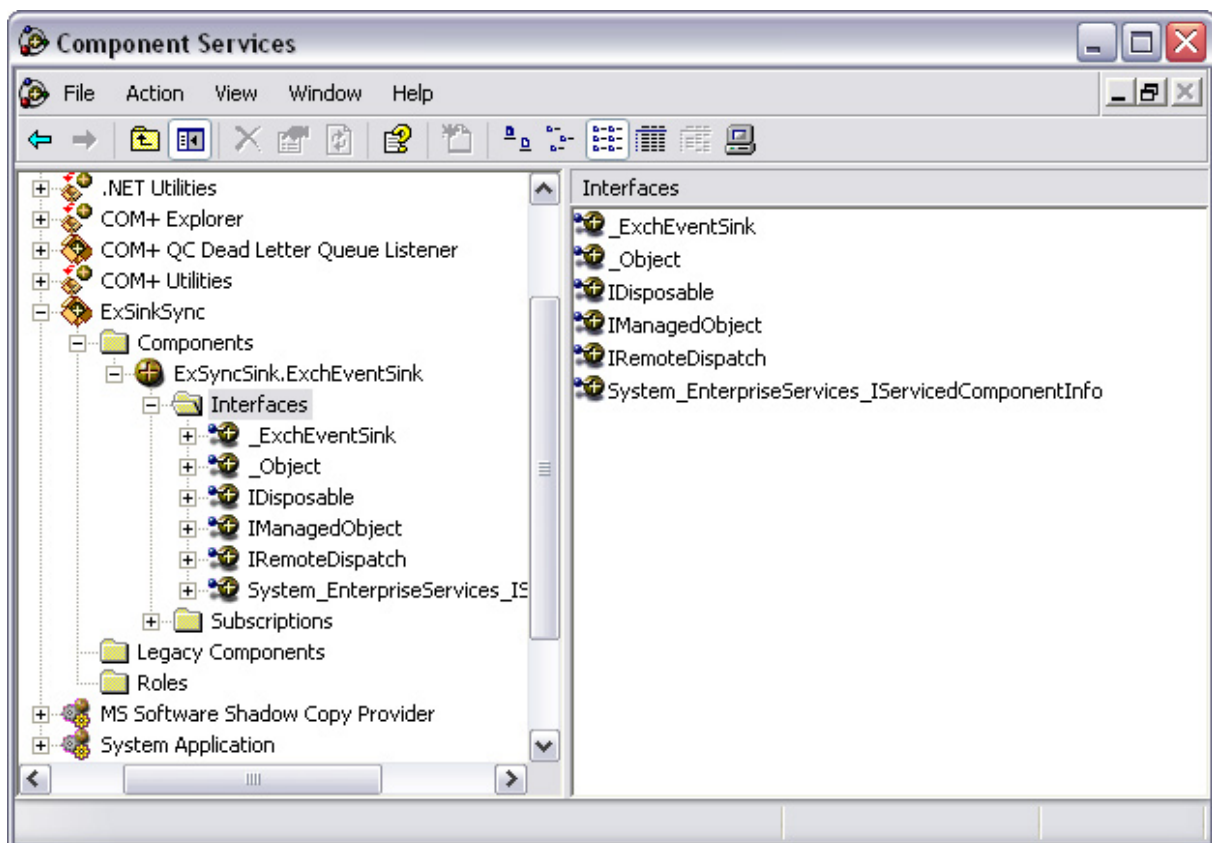 Component Services
File Action View Window Help
.NET Utilities
COM+ Explorer
COM+ QC Dead Letter Queue Listener
COM+ Utilities
ExSinkSync
Components
ExSyncSink.ExchEventSink
Interfaces
_ExchEventSink
_Object
IDisposable
IManagedObject
IRemoteDispatch
System_EnterpriseServices_IS
Subscriptions
Legacy Components
Roles
MS Software Shadow Copy Provider
System Application
Interfaces
_ExchEventSink
_Object
IDisposable
IManagedObject
IRemoteDispatch
System_EnterpriseServices_IServicedComponentInfo